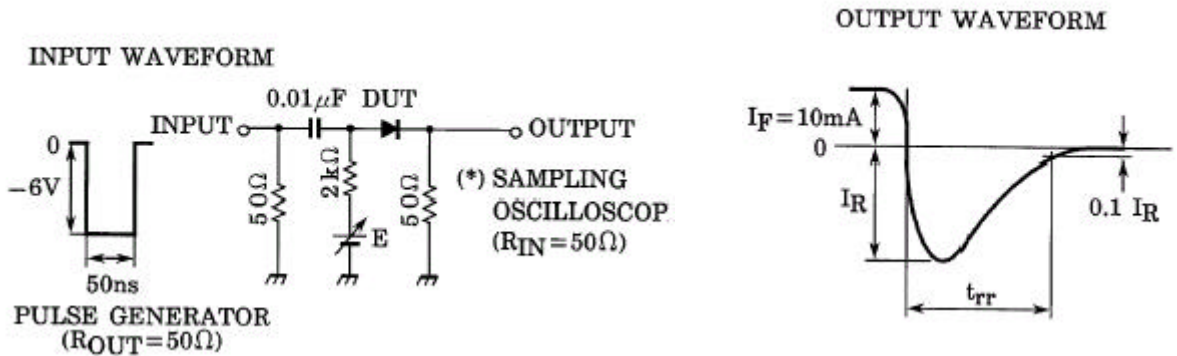 OUTPUT WAVEFORM
INPUT WAVEFORM
0.01μF DUT
INPUT
OUTPUT
0
−6V
50ns
50Ω
2kΩ
E
50Ω
(*) SAMPLING
OSCILLOSCOP
(RIN=50Ω)
PULSE GENERATOR
(ROUT=50Ω)
IF=10mA
0
IR
0.1 IR
trr